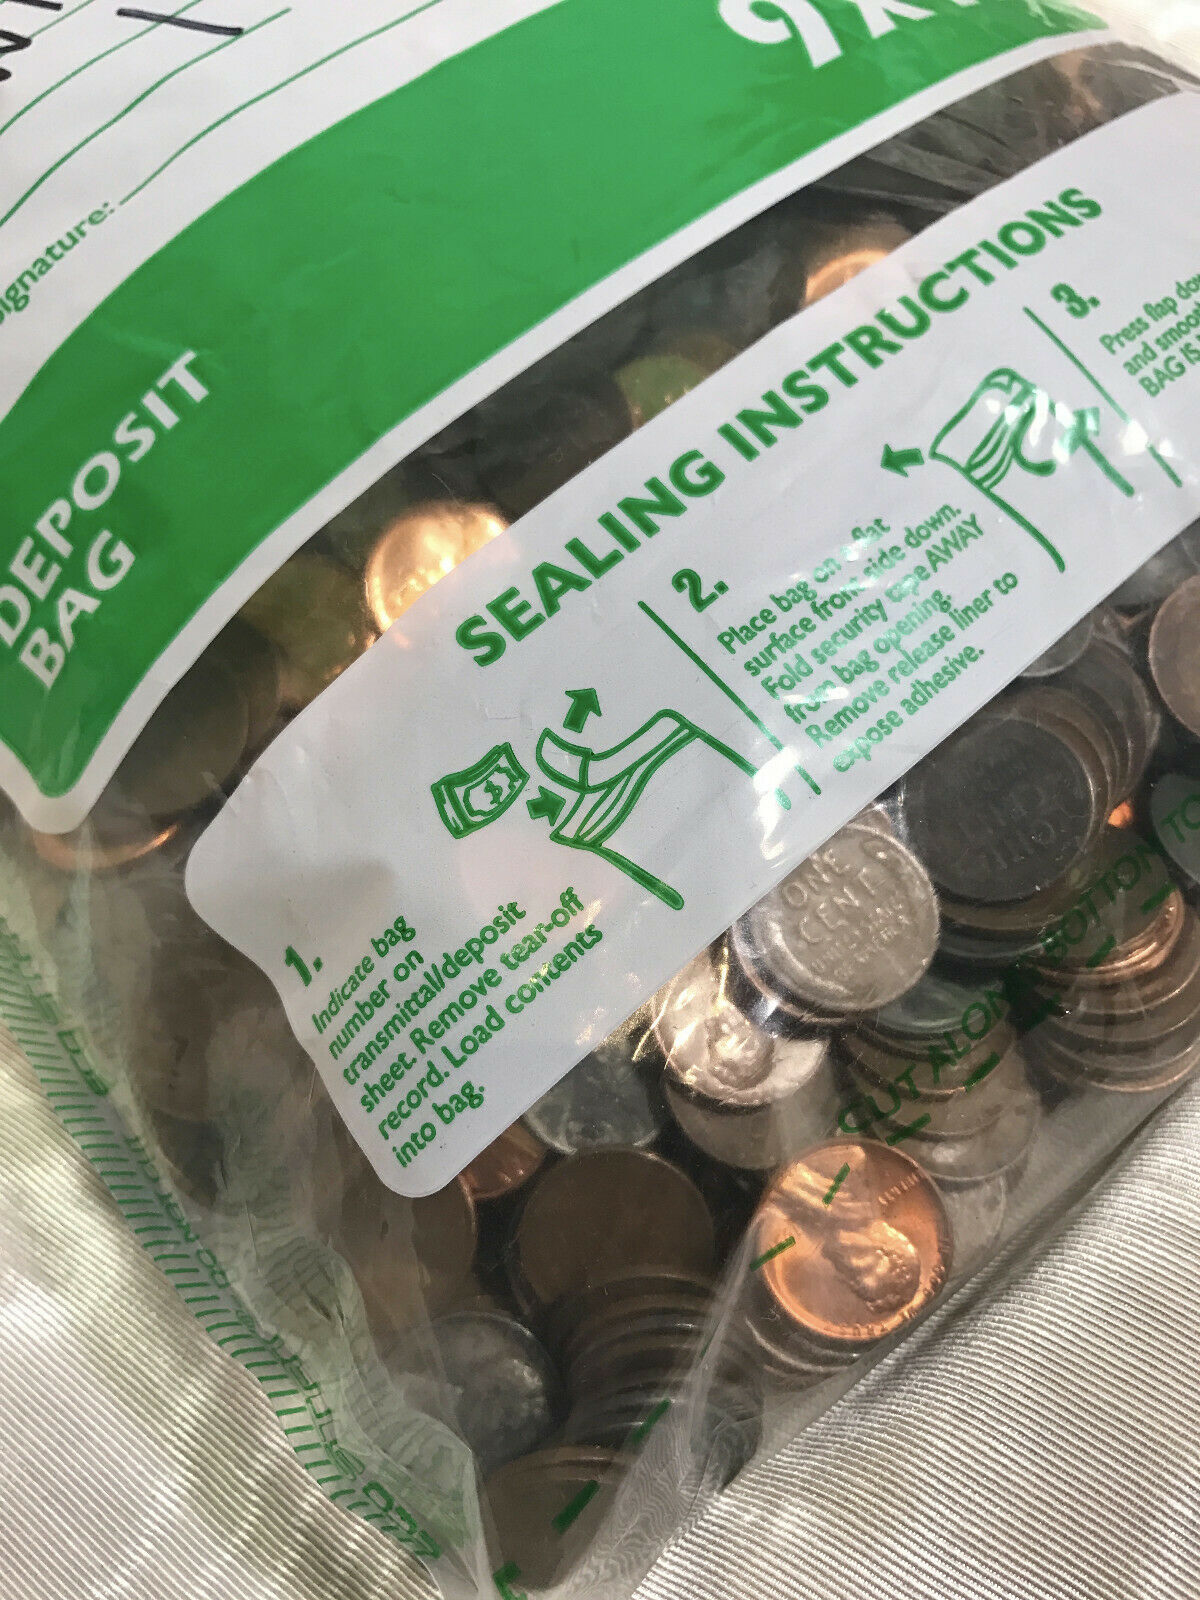 Signature:
DEPOSIT
BAG
SEALING INSTRUCTIONS
1.
Indicate bag
number on
transmittal/deposit
sheet. Remove tear-off
record. Load contents
into bag.
2.
Place bag on a flat
surface front side down.
Fold security tape AWAY
from bag opening.
Remove release liner to
expose adhesive.
3.
Press flap
and
BAG IS
ONE
CENT
CUT ALONG BOTTOM TO